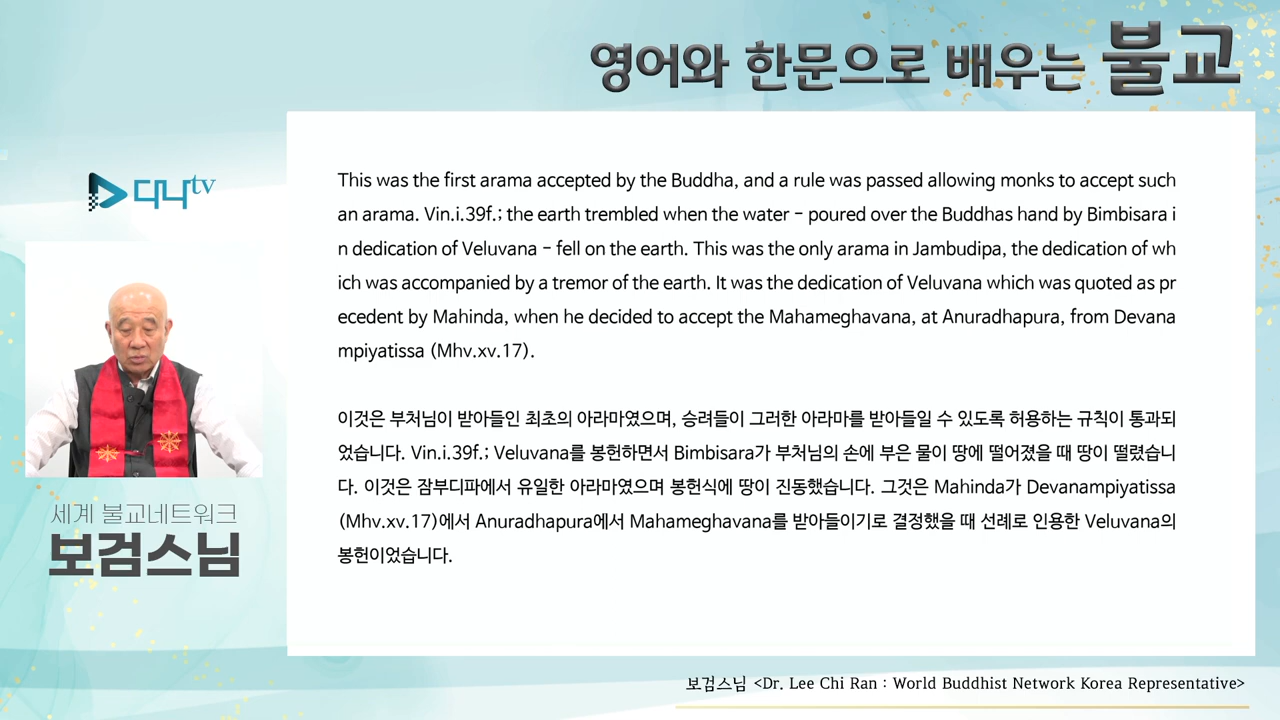 영어와 한문으로 배우는 불교
디나tv
This was the first arama accepted by the Buddha, and a rule was passed allowing monks to accept such
an arama. Vin.i.39f.; the earth trembled when the water - poured over the Buddhas hand by Bimbisara i
n dedication of Veluvana - fell on the earth. This was the only arama in Jambudipa, the dedication of wh
ich was accompanied by a tremor of the earth. It was the dedication of Veluvana which was quoted as pr
ecedent by Mahinda, when he decided to accept the Mahameghavana, at Anuradhapura, from Devana
mpiyatissa (Mhv.xv.17).
이것은 부처님이 받아들인 최초의 아라마였으며, 승려들이 그러한 아라마를 받아들일 수 있도록 허용하는 규칙이 통과되
었습니다. Vin.i.39f.; Veluvana를 봉헌하면서 Bimbisara가 부처님의 손에 부은 물이 땅에 떨어졌을 때 땅이 떨렸습니
다. 이것은 잠부디파에서 유일한 아라마였으며 봉헌식에 땅이 진동했습니다. 그것은 Mahinda가 Devanampiyatissa
(Mhv.xv.17)에서 Anuradhapura에서 Mahameghavana를 받아들이기로 결정했을 때 선례로 인용한 Veluvana의
봉헌이었습니다.
세계 불교네트워크
보검스님
보검스님 <Dr. Lee Chi Ran : World Buddhist Network Korea Representative>